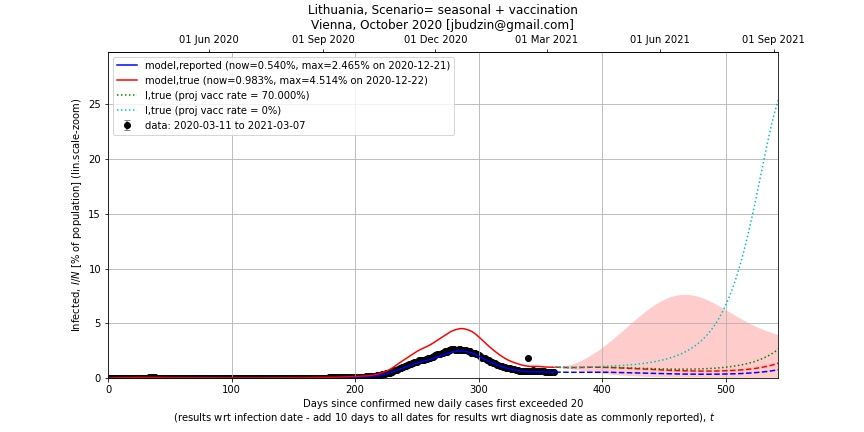 Lithuania, Scenario= seasonal + vaccination
Vienna, October 2020 [jbudzin@gmail.com]
01 Jun 2020 01 Sep 2020 01 Dec 2020 01 Mar 2021 01 Jun 2021 01 Sep 2021
model,reported (now=0.540%, max=2.465% on 2020-12-21)
model,true (now=0.983%, max=4.514% on 2020-12-22)
I,true (proj vacc rate = 70.000%)
I,true (proj vacc rate = 0%)
data: 2020-03-11 to 2021-03-07
Infected, I/N [% of population] (lin.scale-zoom)
25
20
15
10
5
0
0 100 200 300 400 500
Days since confirmed new daily cases first exceeded 20
(results wrt infection date - add 10 days to all dates for results wrt diagnosis date as commonly reported), t